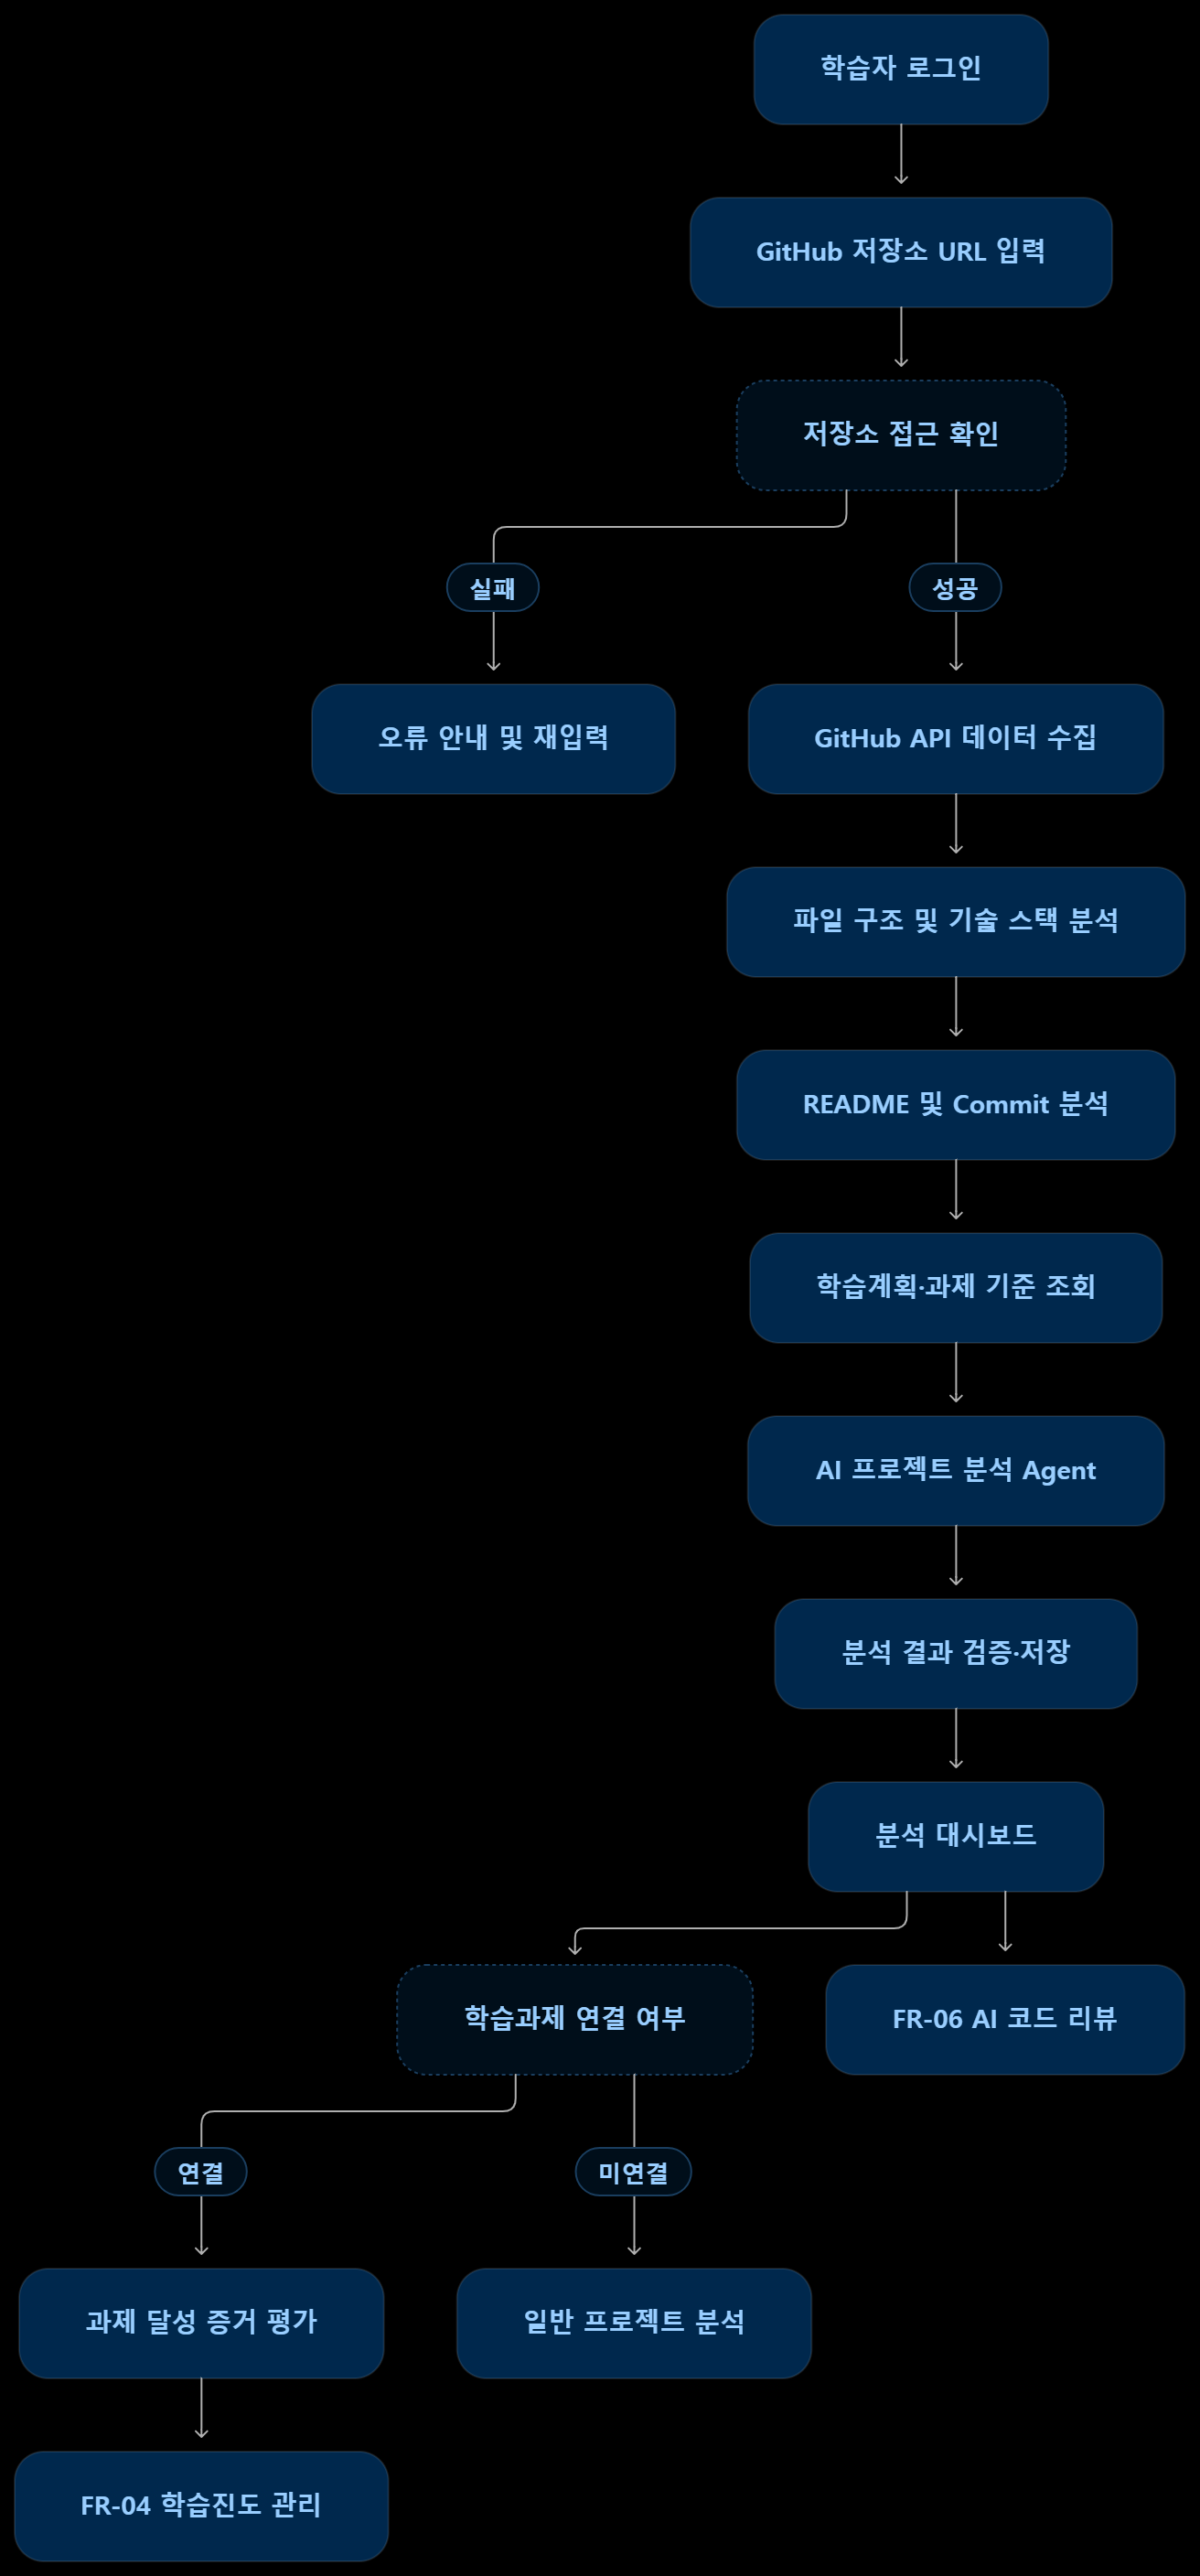 학습자 로그인
GitHub 저장소 URL 입력
저장소 접근 확인
실패
성공
오류 안내 및 재입력
GitHub API 데이터 수집
파일 구조 및 기술 스택 분석
README 및 Commit 분석
학습계획·과제 기준 조회
AI 프로젝트 분석 Agent
분석 결과 검증·저장
분석 대시보드
학습과제 연결 여부
FR-06 AI 코드 리뷰
연결
미연결
과제 달성 증거 평가
일반 프로젝트 분석
FR-04 학습진도 관리